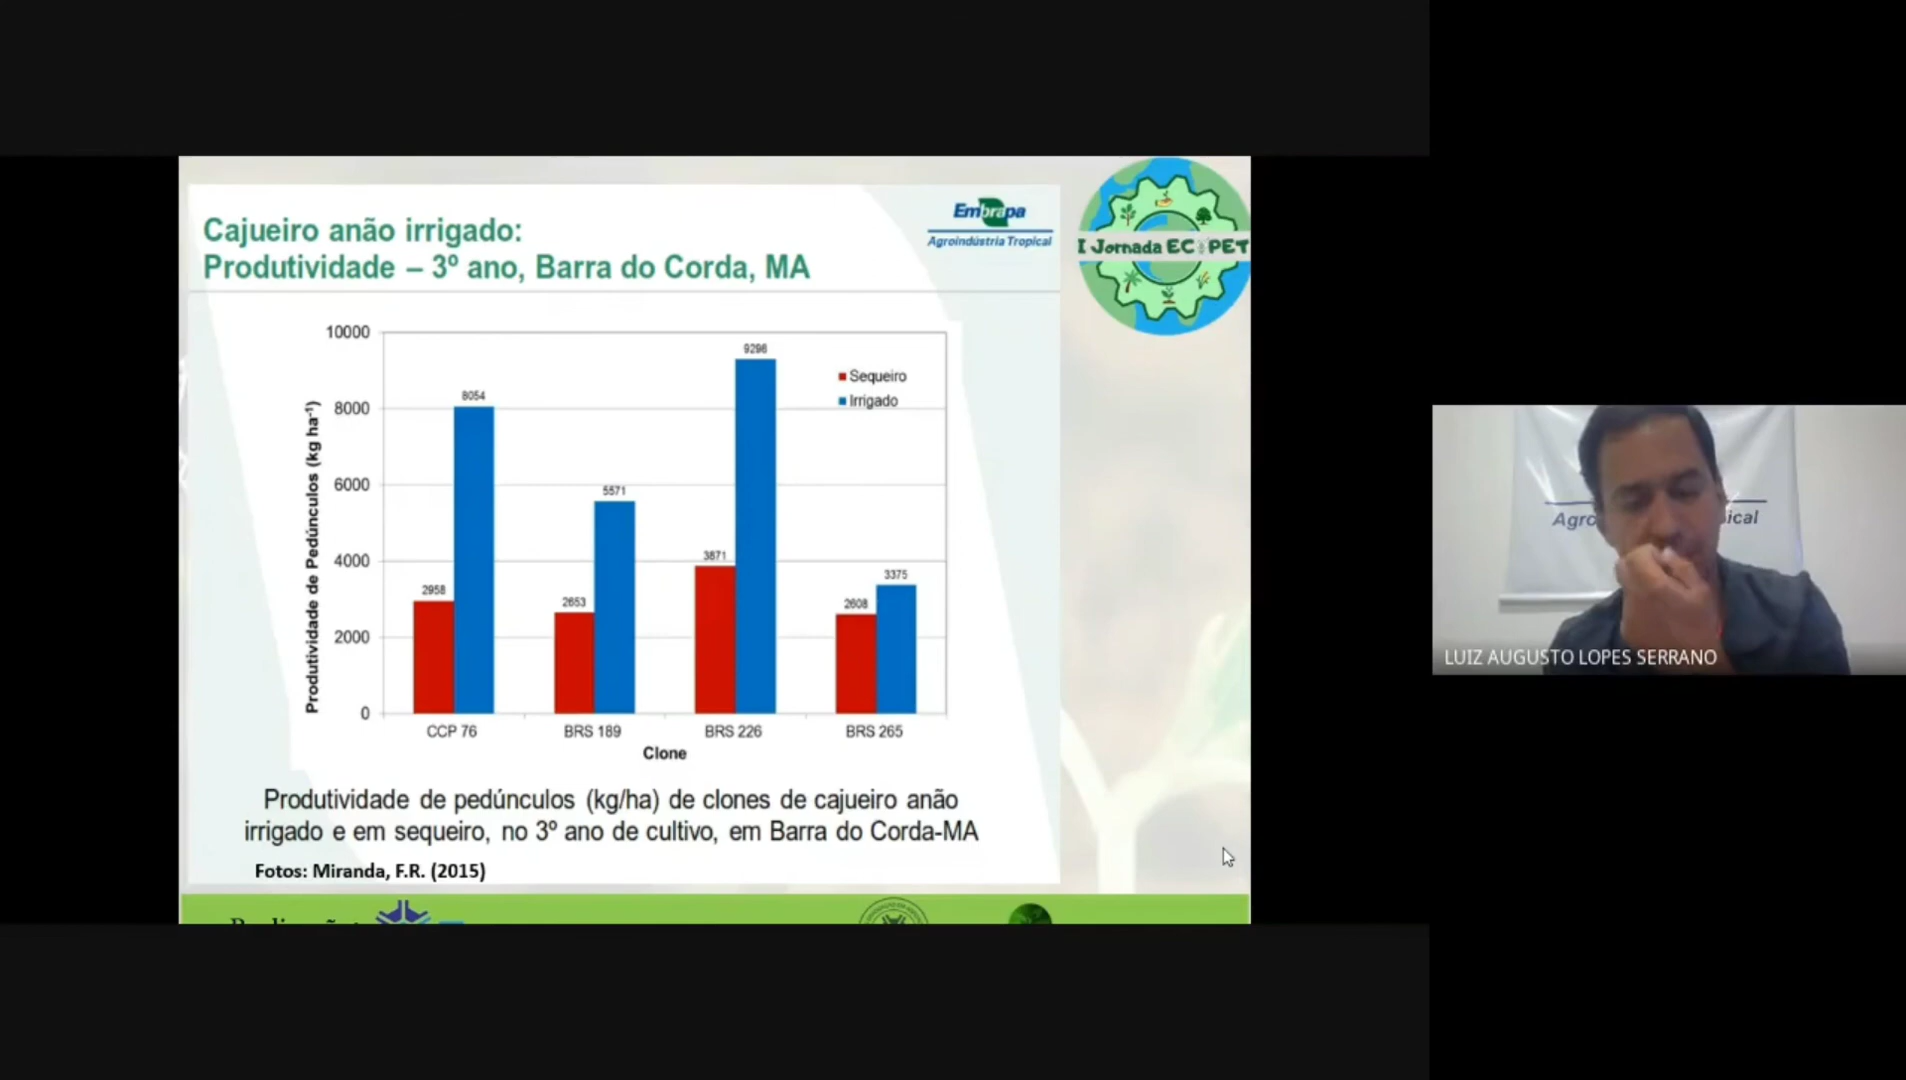 Cajueiro anão irrigado:
Produtividade – 3º ano, Barra do Corda, MA
Embrapa
Agroindústria Tropical
I Jornada EC PET
Produtividade de Pedúnculos (kg ha-¹)
10000
8000
6000
4000
2000
0
Sequeiro
Irrigado
2958
8054
2653
5571
3871
9298
2608
3375
CCP 76
BRS 189
BRS 226
BRS 265
Clone
Produtividade de pedúnculos (kg/ha) de clones de cajueiro anão
irrigado e em sequeiro, no 3º ano de cultivo, em Barra do Corda-MA
Fotos: Miranda, F.R. (2015)
Agro
ical
LUIZ AUGUSTO LOPES SERRANO